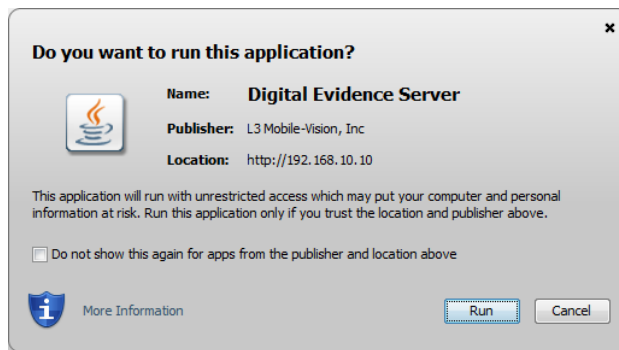 Do you want to run this application?
Name: Digital Evidence Server
Publisher: L3 Mobile-Vision, Inc
Location: http://192.168.10.10
This application will run with unrestricted access which may put your computer and personal
information at risk. Run this application only if you trust the location and publisher above.
Do not show this again for apps from the publisher and location above
More Information
Run
Cancel